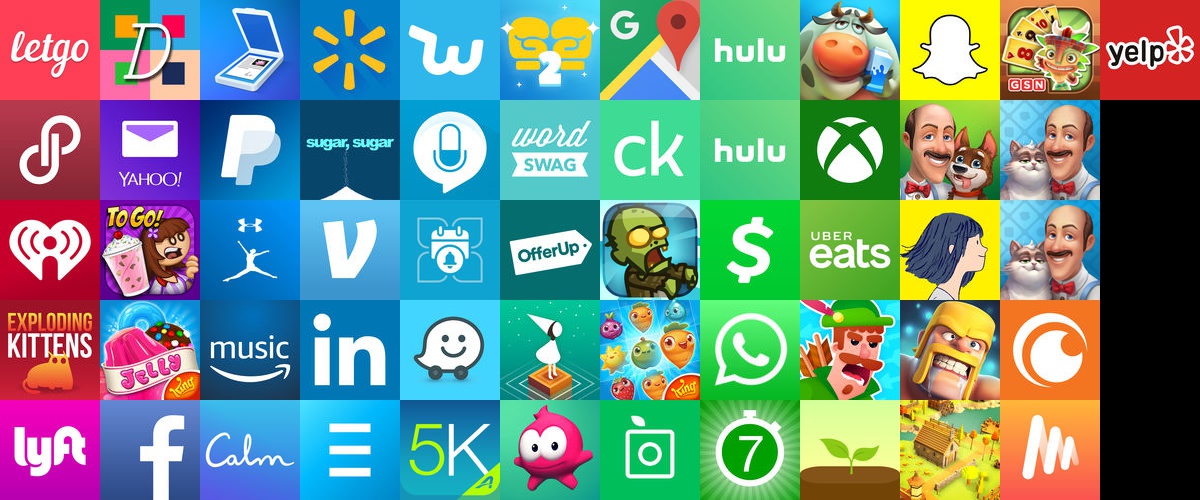 letgo
D
2
G
hulu
GSN
yelp
YAHOO!
P
sugar, sugar
word
SWAG
ck
hulu
TO GO!
V
OfferUp
$
UBER
eats
EXPLODING
KITTENS
music
in
JELLY
King
King
lyft
f
Calm
5K
A
7